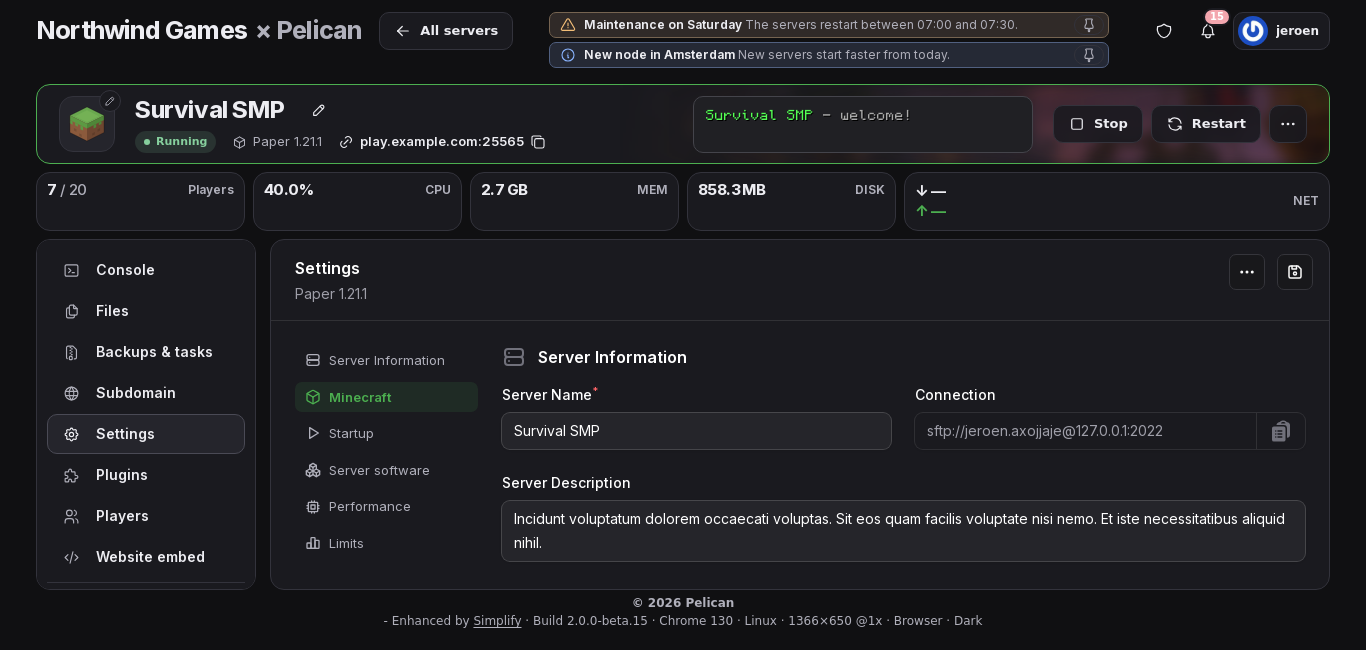 Northwind Games × Pelican
All servers
Maintenance on Saturday The servers restart between 07:00 and 07:30.
New node in Amsterdam New servers start faster from today.
15
jeroen
Survival SMP
Running
Paper 1.21.1
play.example.com:25565
Survival SMP - welcome!
Stop
Restart
7 / 20 Players
40.0% CPU
2.7 GB MEM
858.3 MB DISK
↓ —
↑ —
NET
Console
Files
Backups & tasks
Subdomain
Settings
Plugins
Players
Website embed
Settings
Paper 1.21.1
Server Information
Minecraft
Startup
Server software
Performance
Limits
Server Information
Server Name*
Survival SMP
Connection
sftp://jeroen.axojjaje@127.0.0.1:2022
Server Description
Incidunt voluptatum dolorem occaecati voluptas. Sit eos quam facilis voluptate nisi nemo. Et iste necessitatibus aliquid
nihil.
© 2026 Pelican
- Enhanced by Simplify · Build 2.0.0-beta.15 · Chrome 130 · Linux · 1366×650 @1x · Browser · Dark